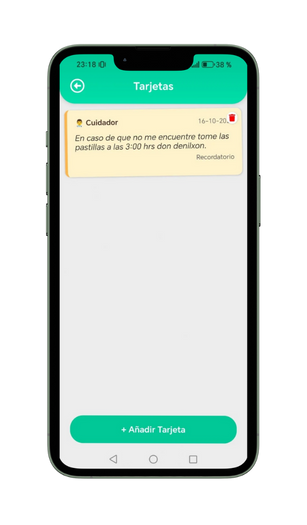 23:18 38 %
Tarjetas
Cuidador 16-10-20
En caso de que no me encuentre tome las
pastillas a las 3:00 hrs don denilxon.
Recordatorio
+ Añadir Tarjeta